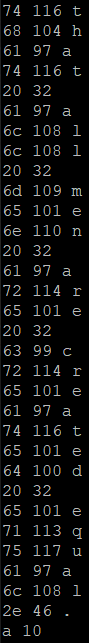 74 116 t
68 104 h
61 97 a
74 116 t
20 32
61 97 a
6c 108 l
6c 108 l
20 32
6d 109 m
65 101 e
6e 110 n
20 32
61 97 a
72 114 r
65 101 e
20 32
63 99 c
72 114 r
65 101 e
61 97 a
74 116 t
65 101 e
64 100 d
20 32
65 101 e
71 113 q
75 117 u
61 97 a
6c 108 l
2e 46 .
a 10